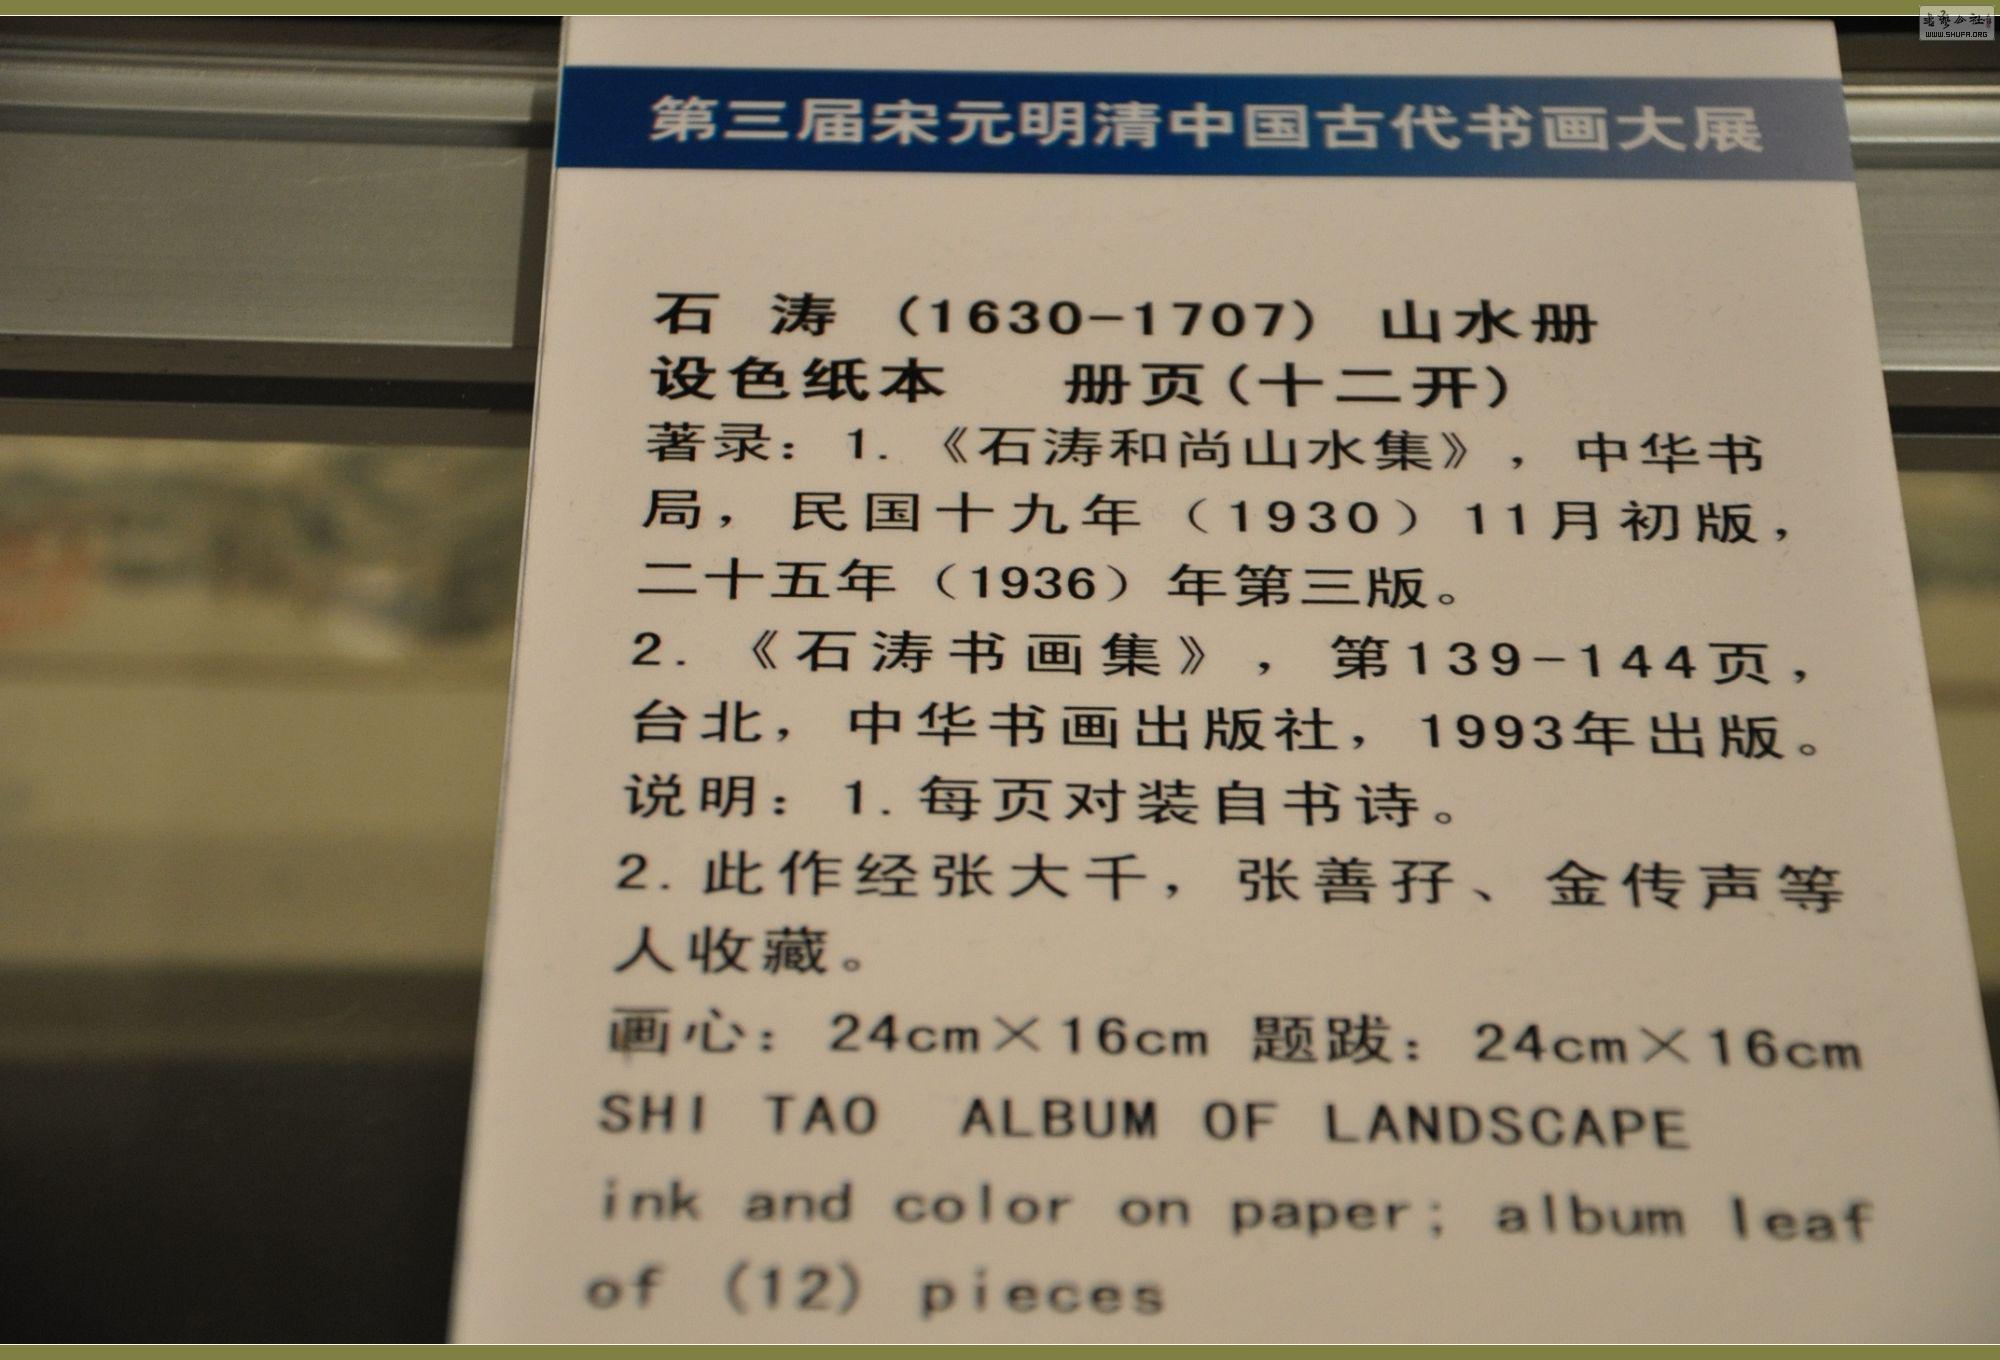 第三届宋元明清中国古代书画大展
石 涛 (1630-1707) 山水册
设色纸本 册页(十二开)
著录: 1. 《石涛和尚山水集》, 中华书
局, 民国十九年 (1930) 11月初版,
二十五年 (1936) 年第三版。
2. 《石涛书画集》, 第139-144页,
台北, 中华书画出版社, 1993年出版。
说明: 1. 每页对装自书诗。
2. 此作经张大千, 张善孖、金传声等
人收藏。
画心: 24cm×16cm 题跋: 24cm×16cm
SHI TAO ALBUM OF LANDSCAPE
ink and color on paper; album leaf
of (12) pieces
WWW.SHUFA.ORG